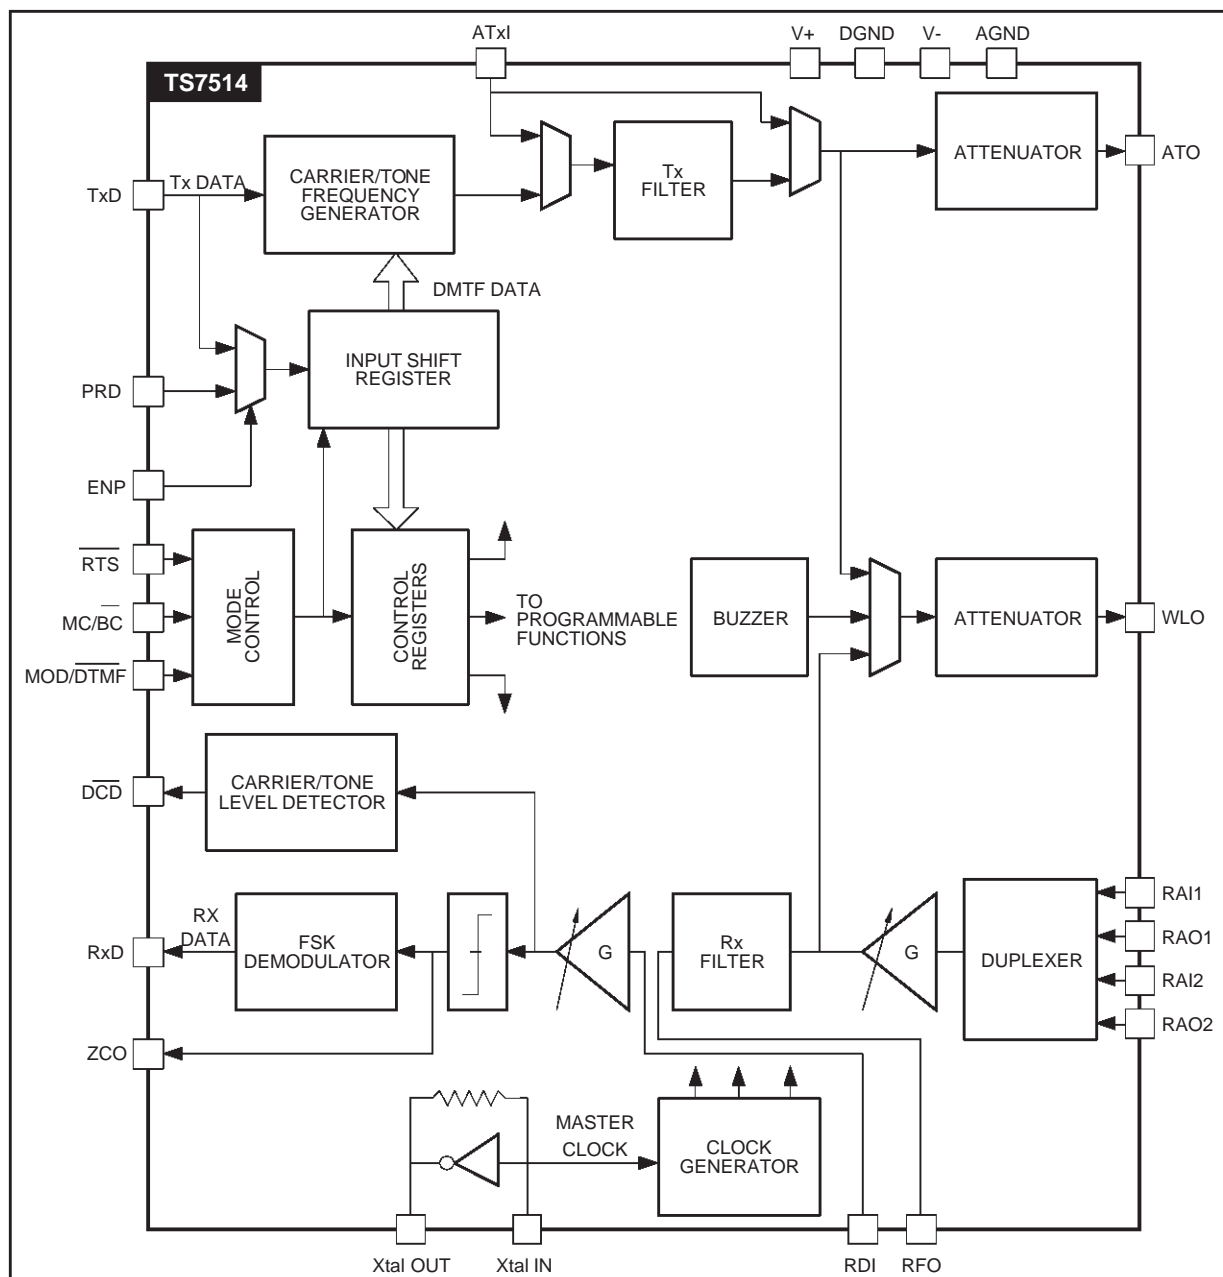 ATxI
V+
DGND
V-
AGND
TS7514
TxD
Tx DATA
CARRIER/TONE
FREQUENCY
GENERATOR
Tx
FILTER
ATTENUATOR
ATO
DMTF DATA
PRD
INPUT SHIFT
REGISTER
ENP
RTS
MC/BC
MOD/DTMF
MODE
CONTROL
CONTROL
REGISTERS
TO
PROGRAMMABLE
FUNCTIONS
BUZZER
ATTENUATOR
WLO
DCD
CARRIER/TONE
LEVEL DETECTOR
RxD
RX
DATA
FSK
DEMODULATOR
G
Rx
FILTER
G
DUPLEXER
RAI1
RAO1
RAI2
RAO2
ZCO
MASTER
CLOCK
CLOCK
GENERATOR
Xtal OUT
Xtal IN
RDI
RFO